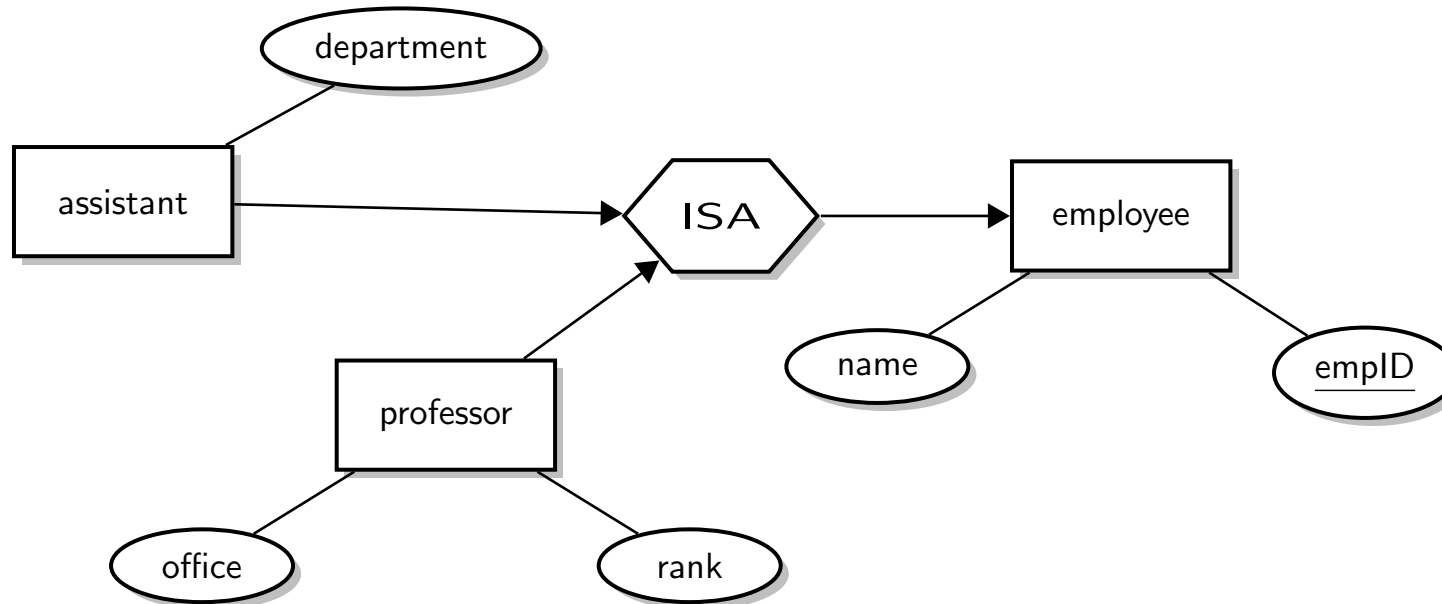 department
assistant
ISA
employee
name
empID
professor
office
rank